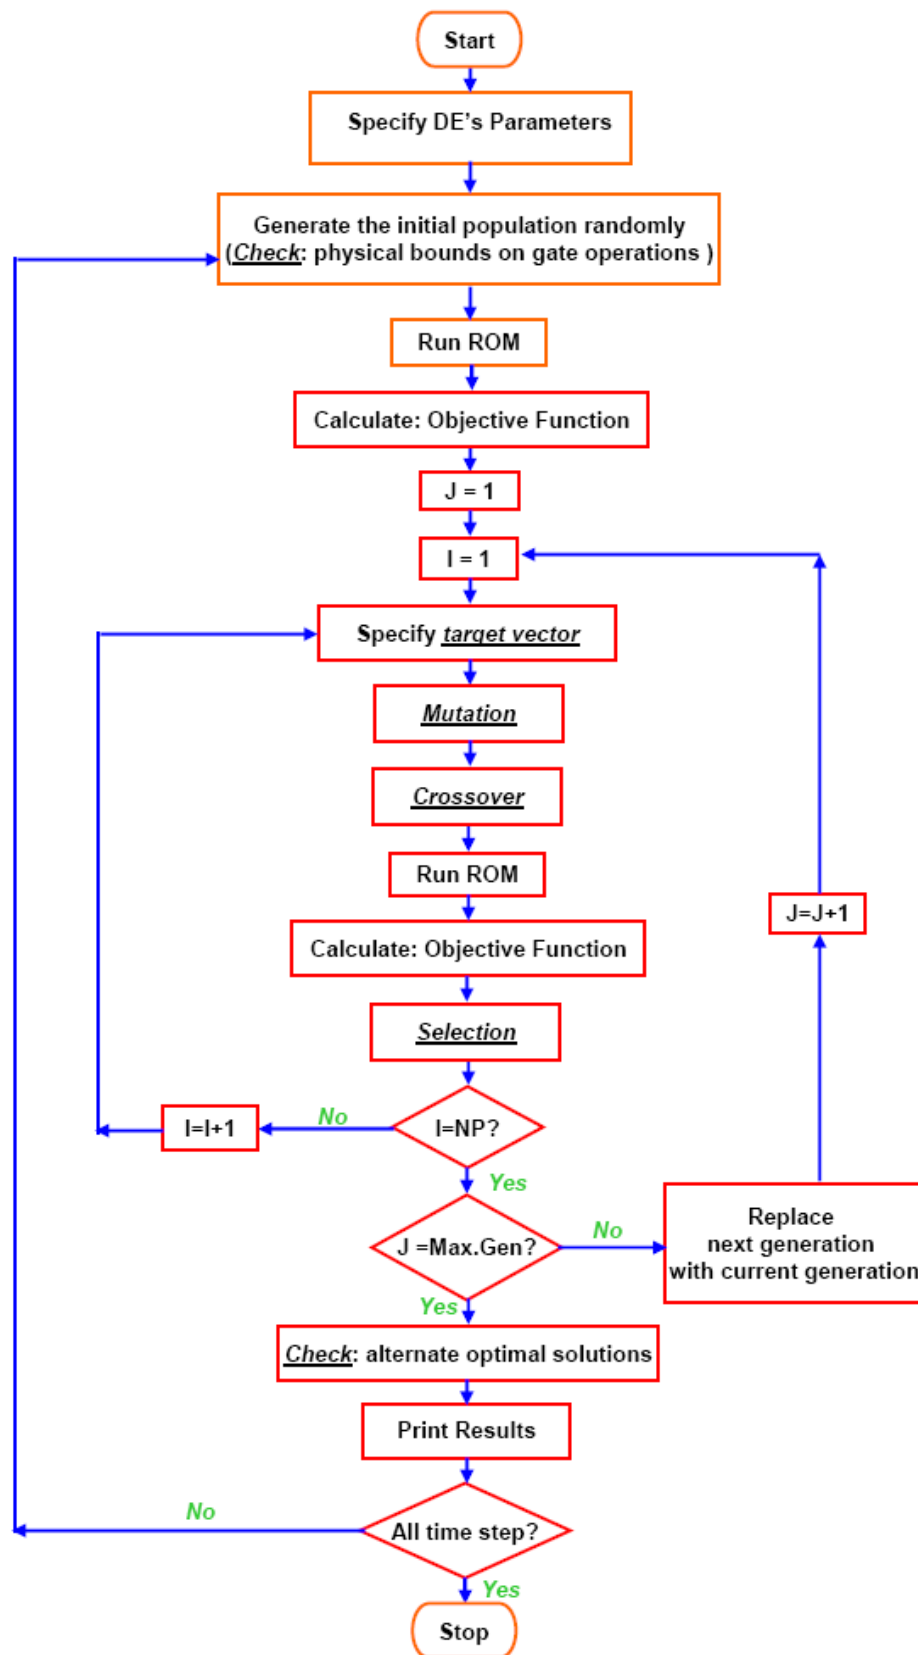 Start
Specify DE's Parameters
Generate the initial population randomly
(Check: physical bounds on gate operations )
Run ROM
Calculate: Objective Function
J = 1
I = 1
Specify target vector
Mutation
Crossover
Run ROM
J=J+1
Calculate: Objective Function
Selection
I=I+1
No
I=NP?
Yes
J =Max.Gen?
No
Replace
next generation
with current generation
Yes
Check: alternate optimal solutions
Print Results
No
All time step?
Yes
Stop